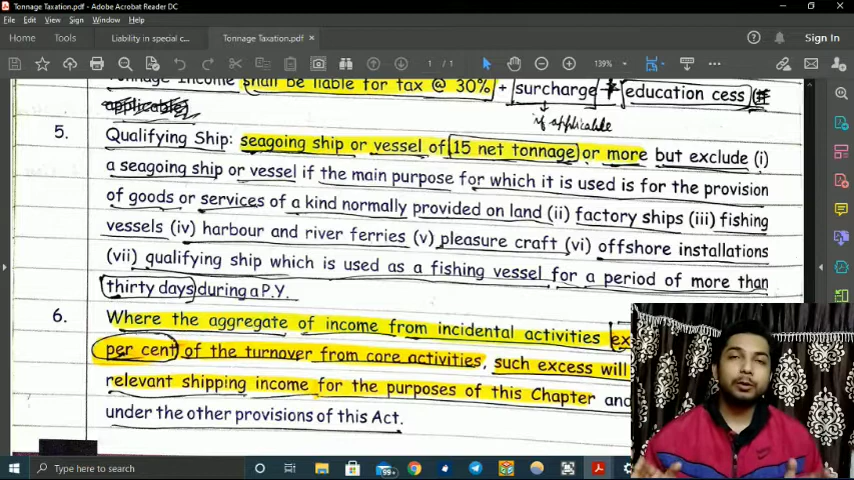 Tonnage Taxation.pdf - Adobe Acrobat Reader DC
File Edit View Sign Window Help
Home Tools Liability in special c... Tonnage Taxation.pdf × Sign In
1 / 1 139%
Tonnage Income shall be liable for tax @ 30% + surcharge + education cess
if applicable
5. Qualifying Ship: seagoing ship or vessel of 15 net tonnage or more but exclude (i)
a seagoing ship or vessel if the main purpose for which it is used is for the provision
of goods or services of a kind normally provided on land (ii) factory ships (iii) fishing
vessels (iv) harbour and river ferries (v) pleasure craft (vi) offshore installations
(vii) qualifying ship which is used as a fishing vessel for a period of more than
thirty days during a P.Y.
6. Where the aggregate of income from incidental activities
per cent of the turnover from core activities, such excess will
relevant shipping income for the purposes of this Chapter and
under the other provisions of this Act.
Type here to search
99+